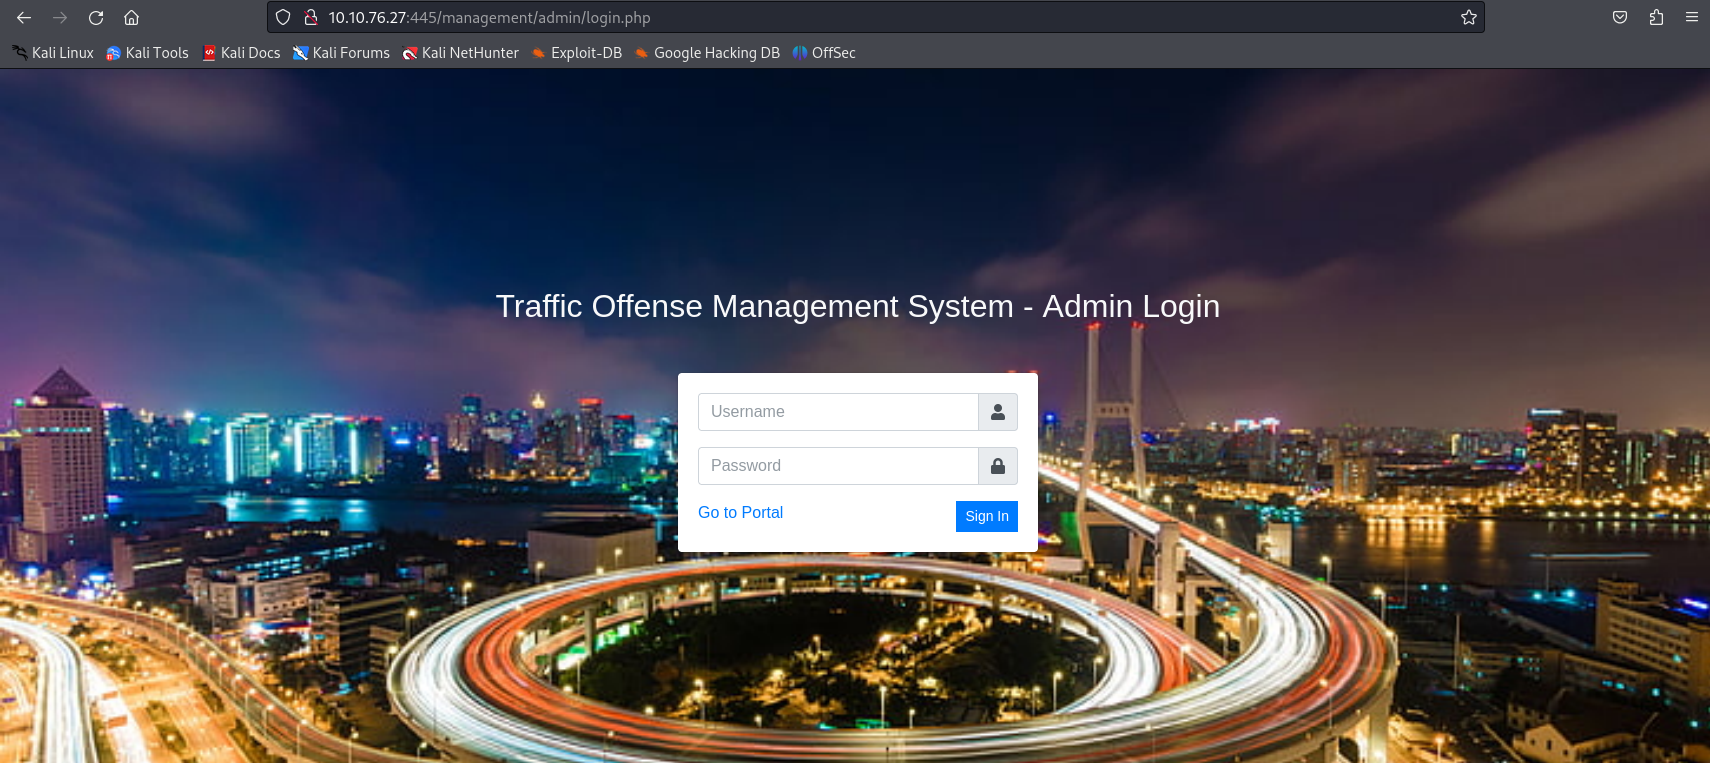 10.10.76.27:445/management/admin/login.php
Kali Linux Kali Tools Kali Docs Kali Forums Kali NetHunter Exploit-DB Google Hacking DB OffSec
Traffic Offense Management System - Admin Login
Username
Password
Go to Portal Sign In